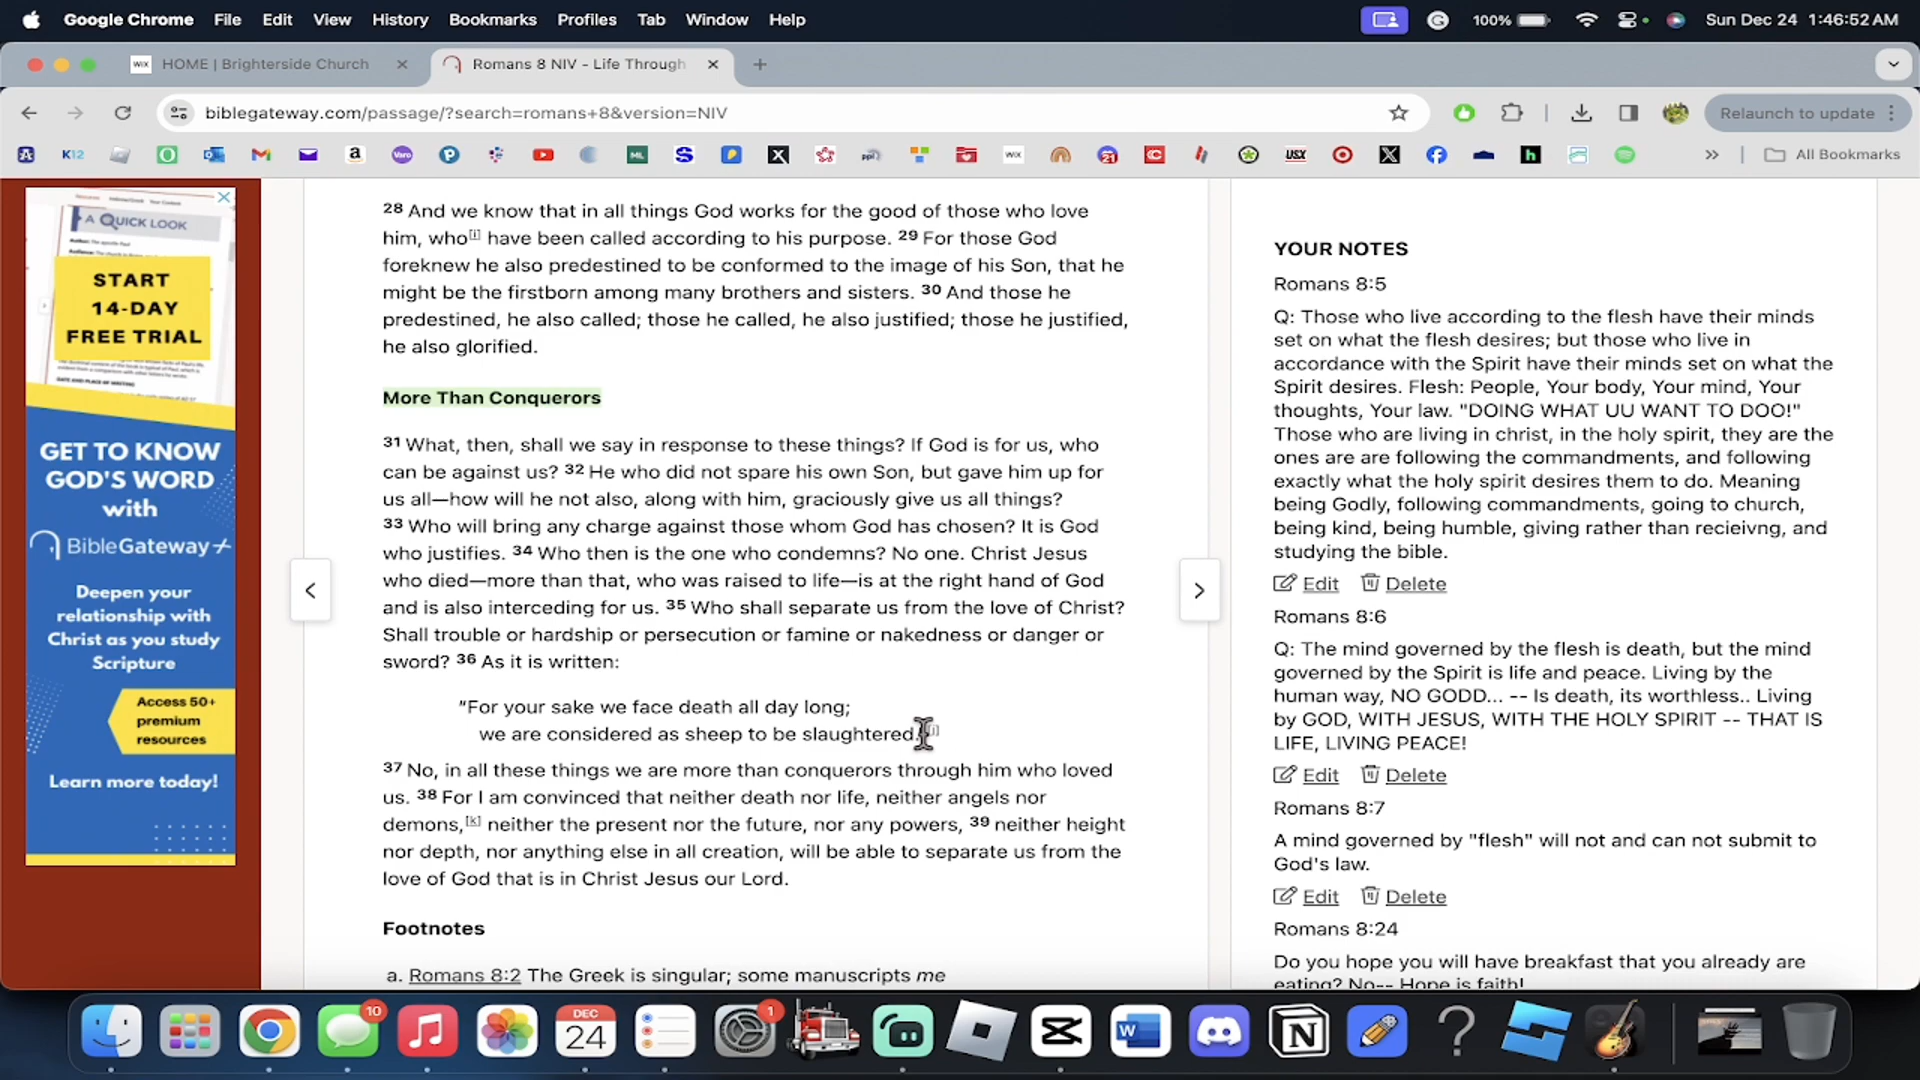 Google Chrome File Edit View History Bookmarks Profiles Tab Window Help
100% Sun Dec 24 1:46:52 AM
WiX HOME | Brighterside Church
Romans 8 NIV - Life Through
biblegateway.com/passage/?search=romans+8&version=NIV
Relaunch to update
K12
a
Varo
ML
S
ppl
WIX
21
USX
X
h
All Bookmarks
A QUICK LOOK
START
14-DAY
FREE TRIAL
GET TO KNOW
GOD'S WORD
with
BibleGateway+
Deepen your
relationship with
Christ as you study
Scripture
Access 50+
premium
resources
Learn more today!
28 And we know that in all things God works for the good of those who love
him, who[i] have been called according to his purpose. 29 For those God
foreknew he also predestined to be conformed to the image of his Son, that he
might be the firstborn among many brothers and sisters. 30 And those he
predestined, he also called; those he called, he also justified; those he justified,
he also glorified.
More Than Conquerors
31 What, then, shall we say in response to these things? If God is for us, who
can be against us? 32 He who did not spare his own Son, but gave him up for
us all—how will he not also, along with him, graciously give us all things?
33 Who will bring any charge against those whom God has chosen? It is God
who justifies. 34 Who then is the one who condemns? No one. Christ Jesus
who died—more than that, who was raised to life—is at the right hand of God
and is also interceding for us. 35 Who shall separate us from the love of Christ?
Shall trouble or hardship or persecution or famine or nakedness or danger or
sword? 36 As it is written:
“For your sake we face death all day long;
we are considered as sheep to be slaughtered.
37 No, in all these things we are more than conquerors through him who loved
us. 38 For I am convinced that neither death nor life, neither angels nor
demons,[k] neither the present nor the future, nor any powers, 39 neither height
nor depth, nor anything else in all creation, will be able to separate us from the
love of God that is in Christ Jesus our Lord.
Footnotes
a. Romans 8:2 The Greek is singular; some manuscripts me
YOUR NOTES
Romans 8:5
Q: Those who live according to the flesh have their minds
set on what the flesh desires; but those who live in
accordance with the Spirit have their minds set on what the
Spirit desires. Flesh: People, Your body, Your mind, Your
thoughts, Your law. "DOING WHAT UU WANT TO DOO!"
Those who are living in christ, in the holy spirit, they are the
ones are are following the commandments, and following
exactly what the holy spirit desires them to do. Meaning
being Godly, following commandments, going to church,
being kind, being humble, giving rather than recieivng, and
studying the bible.
Edit Delete
Romans 8:6
Q: The mind governed by the flesh is death, but the mind
governed by the Spirit is life and peace. Living by the
human way, NO GODD... -- Is death, its worthless.. Living
by GOD, WITH JESUS, WITH THE HOLY SPIRIT -- THAT IS
LIFE, LIVING PEACE!
Edit Delete
Romans 8:7
A mind governed by "flesh" will not and can not submit to
God's law.
Edit Delete
Romans 8:24
Do you hope you will have breakfast that you already are
eating? No-- Hope is faith!
10
DEC
24
1
W
N
?